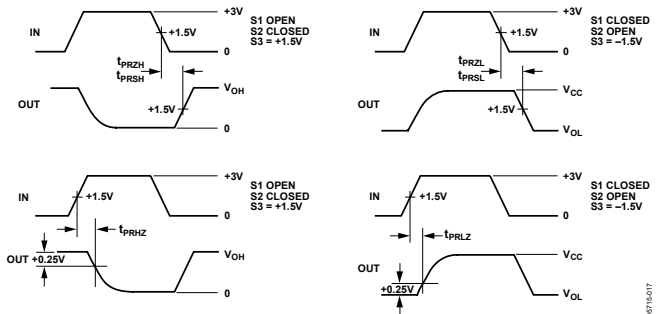 IN
+3V
+1.5V
0
S1 OPEN
S2 CLOSED
S3 = +1.5V
tPRZH
tPRSH
OUT
VOH
+1.5V
0
IN
+3V
+1.5V
0
S1 CLOSED
S2 OPEN
S3 = –1.5V
tPRZL
tPRSL
OUT
VCC
+1.5V
VOL
IN
+3V
+1.5V
0
S1 OPEN
S2 CLOSED
S3 = +1.5V
tPRHZ
OUT +0.25V
VOH
0
IN
+3V
+1.5V
0
S1 CLOSED
S2 OPEN
S3 = –1.5V
tPRLZ
OUT
+0.25V
VCC
VOL